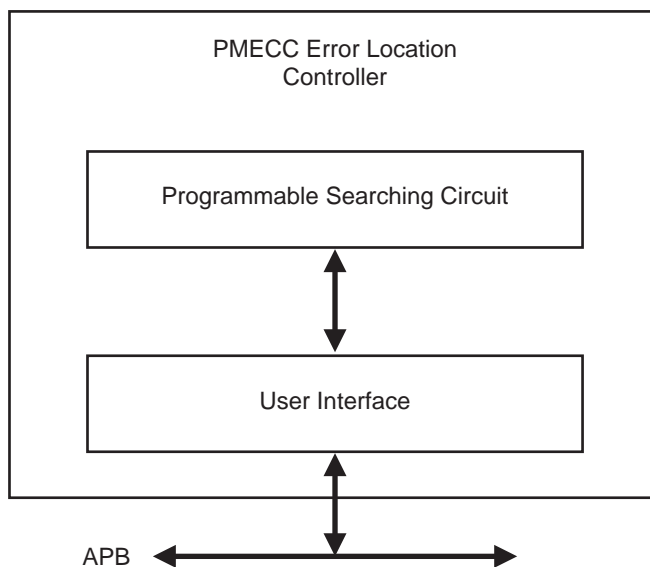 PMECC Error Location
Controller
Programmable Searching Circuit
User Interface
APB